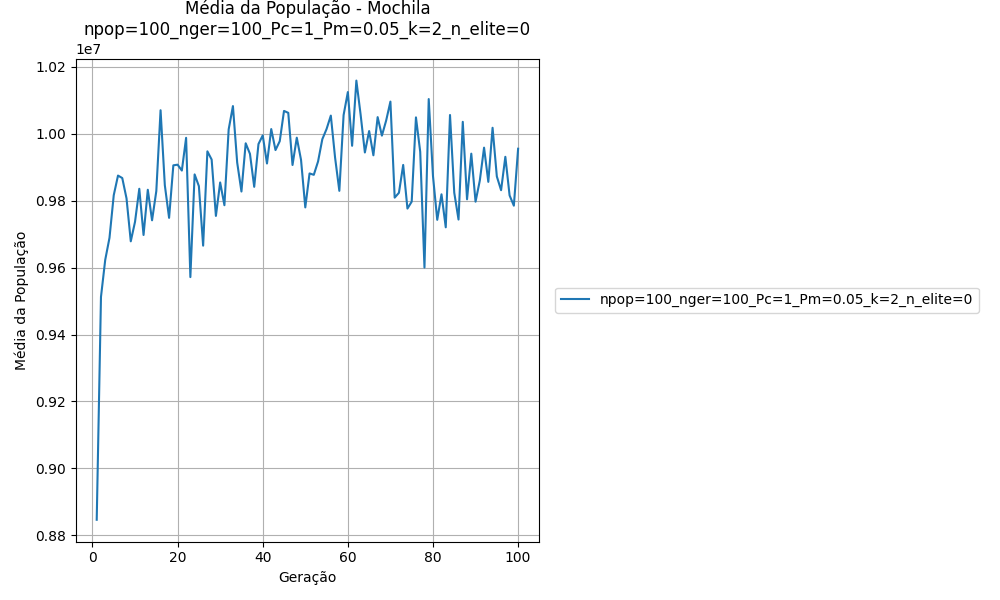 Média da População - Mochila
npop=100_nger=100_Pc=1_Pm=0.05_k=2_n_elite=0
1e7
1.02
1.00
0.98
0.96
0.94
0.92
0.90
0.88
Média da População
0 20 40 60 80 100
Geração
npop=100_nger=100_Pc=1_Pm=0.05_k=2_n_elite=0